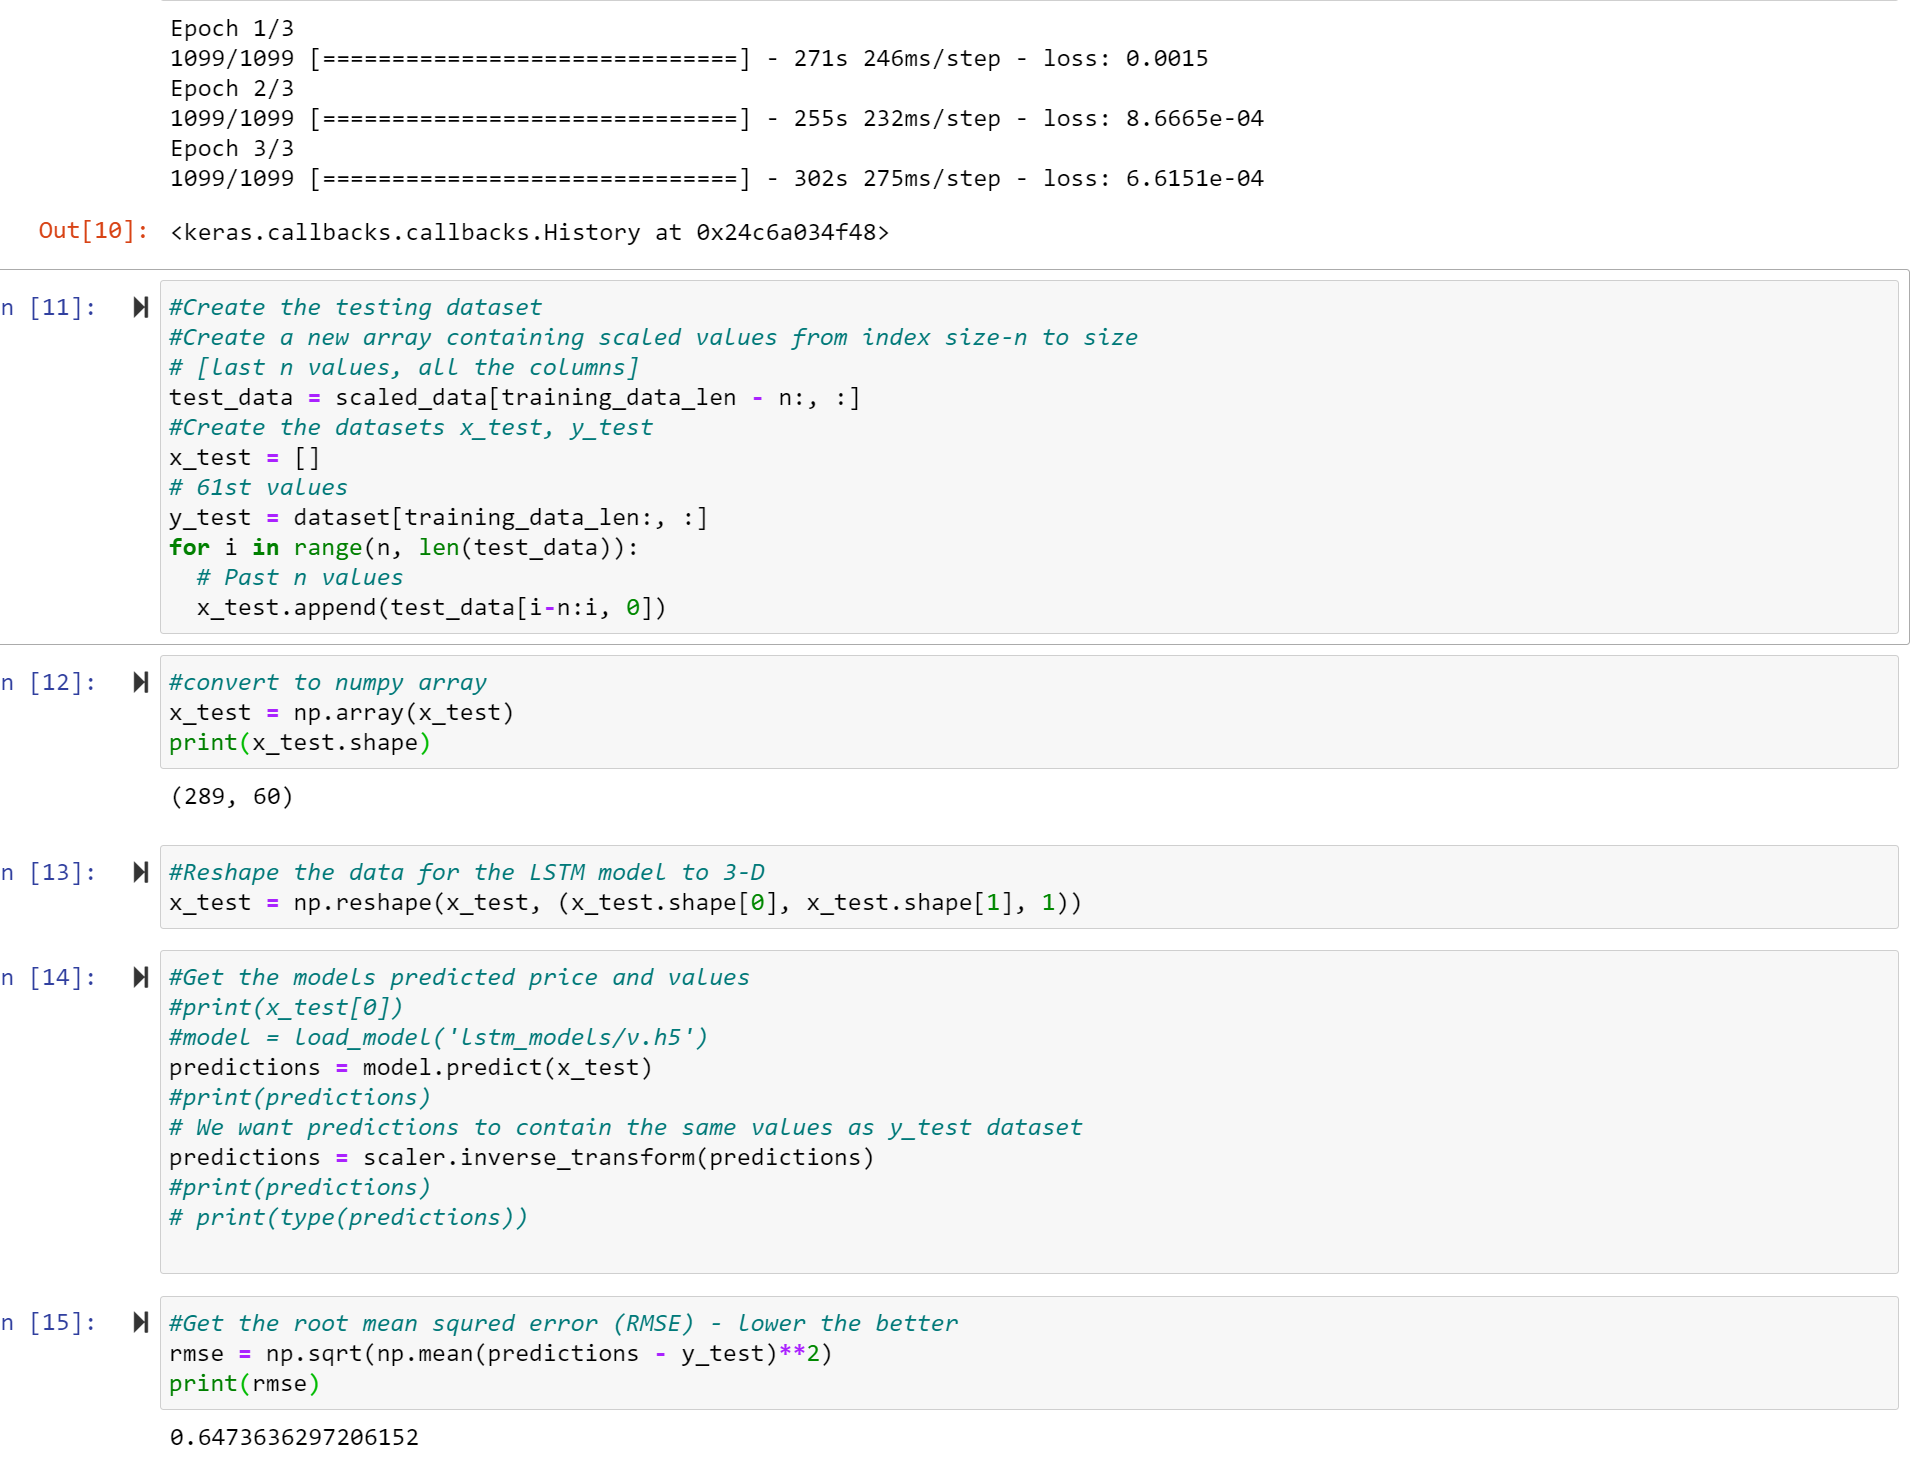 Epoch 1/3
1099/1099 [==============================] - 271s 246ms/step - loss: 0.0015
Epoch 2/3
1099/1099 [==============================] - 255s 232ms/step - loss: 8.6665e-04
Epoch 3/3
1099/1099 [==============================] - 302s 275ms/step - loss: 6.6151e-04
Out[10]: <keras.callbacks.callbacks.History at 0x24c6a034f48>
n [11]: #Create the testing dataset
#Create a new array containing scaled values from index size-n to size
# [last n values, all the columns]
test_data = scaled_data[training_data_len - n:, :]
#Create the datasets x_test, y_test
x_test = []
# 61st values
y_test = dataset[training_data_len:, :]
for i in range(n, len(test_data)):
  # Past n values
  x_test.append(test_data[i-n:i, 0])
n [12]: #convert to numpy array
x_test = np.array(x_test)
print(x_test.shape)
(289, 60)
n [13]: #Reshape the data for the LSTM model to 3-D
x_test = np.reshape(x_test, (x_test.shape[0], x_test.shape[1], 1))
n [14]: #Get the models predicted price and values
#print(x_test[0])
#model = load_model('lstm_models/v.h5')
predictions = model.predict(x_test)
#print(predictions)
# We want predictions to contain the same values as y_test dataset
predictions = scaler.inverse_transform(predictions)
#print(predictions)
# print(type(predictions))
n [15]: #Get the root mean squred error (RMSE) - lower the better
rmse = np.sqrt(np.mean(predictions - y_test)**2)
print(rmse)
0.6473636297206152